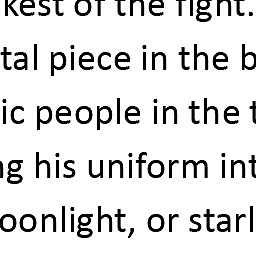 kest of the fight.
tal piece in the b
ic people in the t
ng his uniform int
oonlight, or starl